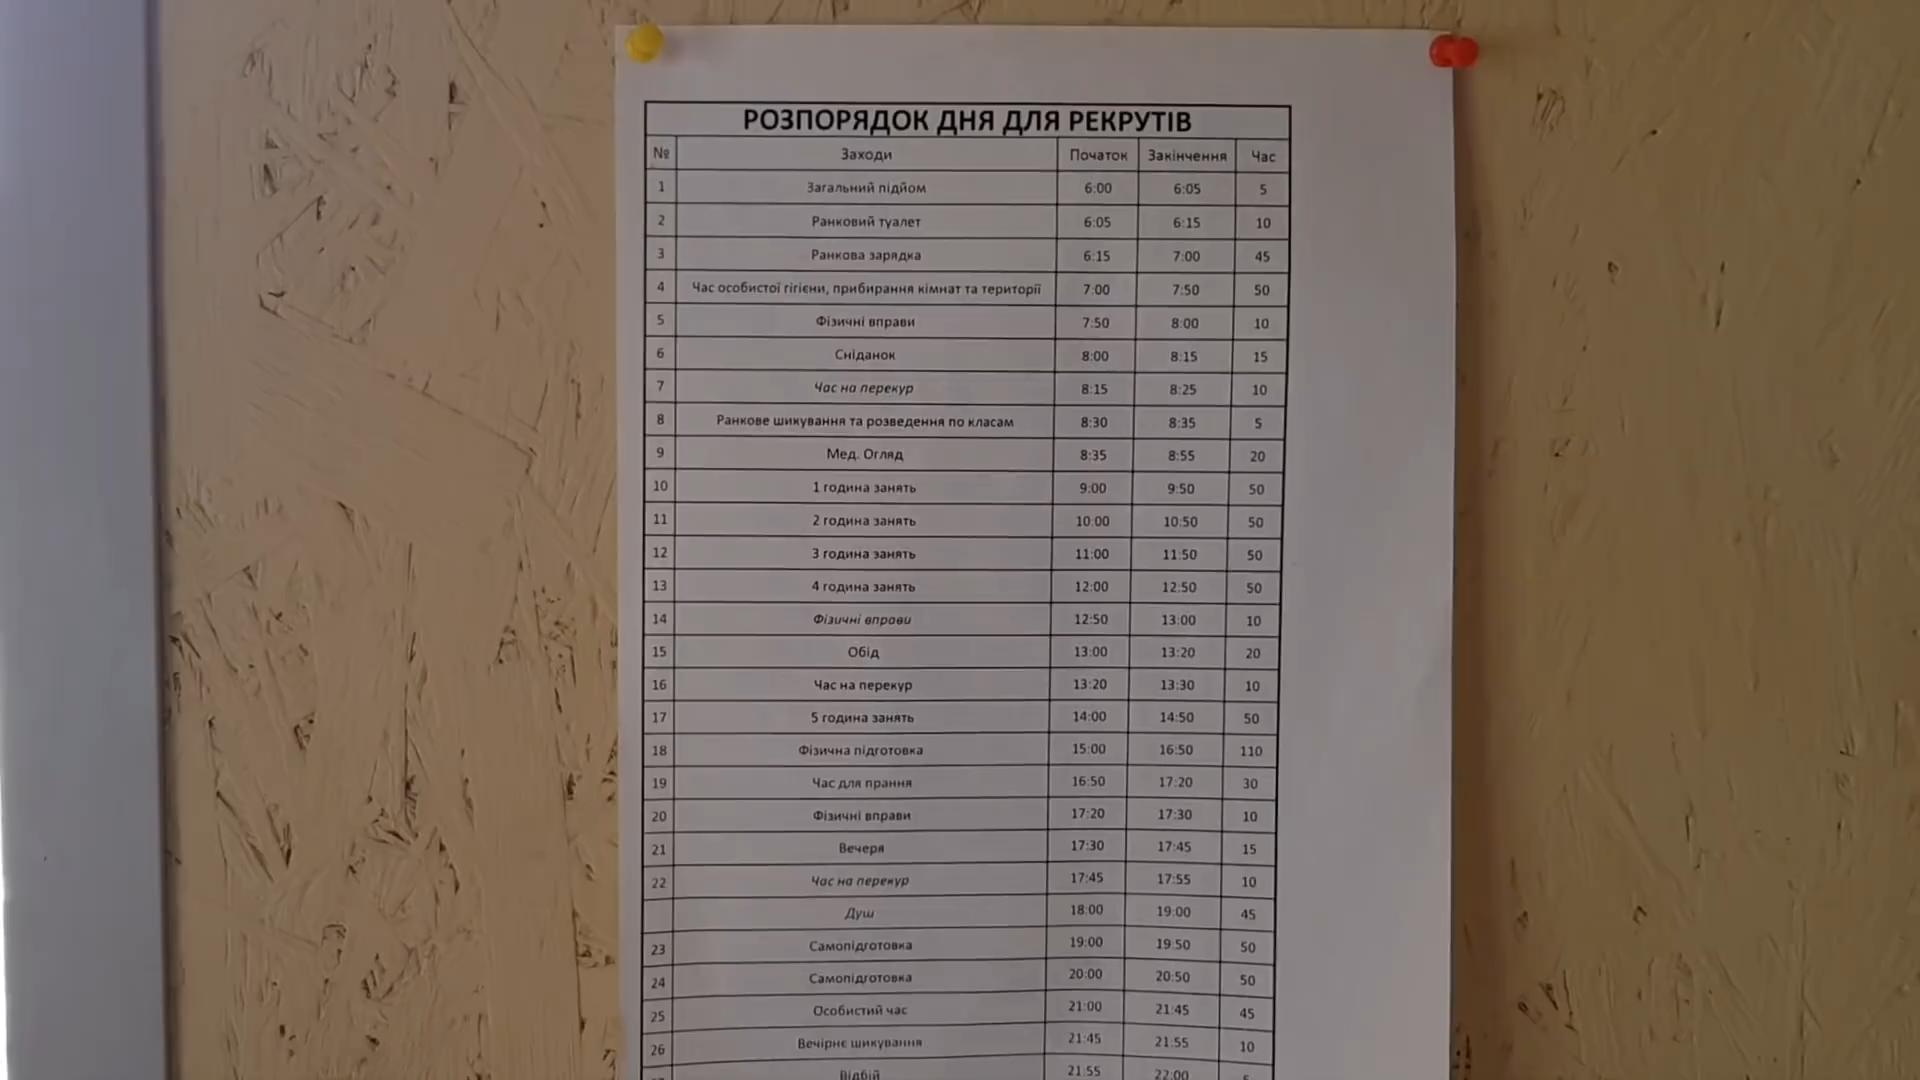 РОЗПОРЯДОК ДНЯ ДЛЯ РЕКРУТІВ
№ Заходи Початок Закінчення Час
1 Загальний підйом 6:00 6:05 5
2 Ранковий туалет 6:05 6:15 10
3 Ранкова зарядка 6:15 7:00 45
4 Час особистої гігієни, прибирання кімнат та території 7:00 7:50 50
5 Фізичні вправи 7:50 8:00 10
6 Сніданок 8:00 8:15 15
7 Час на перекур 8:15 8:25 10
8 Ранкове шикування та розведення по класам 8:30 8:35 5
9 Мед. Огляд 8:35 8:55 20
10 1 година занять 9:00 9:50 50
11 2 година занять 10:00 10:50 50
12 3 година занять 11:00 11:50 50
13 4 година занять 12:00 12:50 50
14 Фізичні вправи 12:50 13:00 10
15 Обід 13:00 13:20 20
16 Час на перекур 13:20 13:30 10
17 5 година занять 14:00 14:50 50
18 Фізична підготовка 15:00 16:50 110
19 Час для прання 16:50 17:20 30
20 Фізичні вправи 17:20 17:30 10
21 Вечеря 17:30 17:45 15
22 Час на перекур 17:45 17:55 10
Душ 18:00 19:00 45
23 Самопідготовка 19:00 19:50 50
24 Самопідготовка 20:00 20:50 50
25 Особистий час 21:00 21:45 45
26 Вечірнє шикування 21:45 21:55 10
Відбій 21:55 22:00